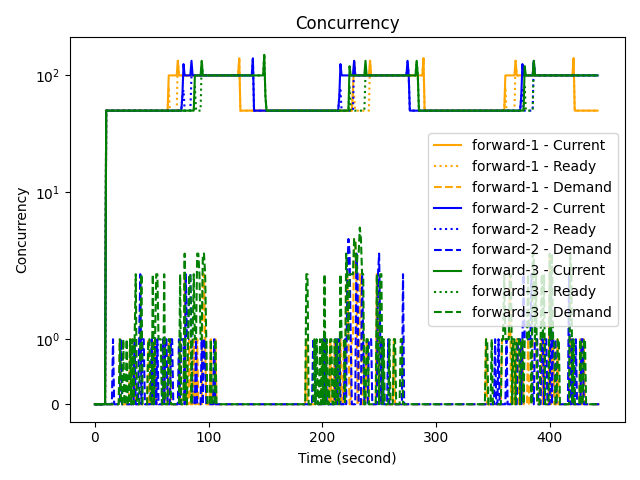 Concurrency
Concurrency
10²
10¹
10⁰
0
0
100
200
300
400
Time (second)
forward-1 - Current
forward-1 - Ready
forward-1 - Demand
forward-2 - Current
forward-2 - Ready
forward-2 - Demand
forward-3 - Current
forward-3 - Ready
forward-3 - Demand